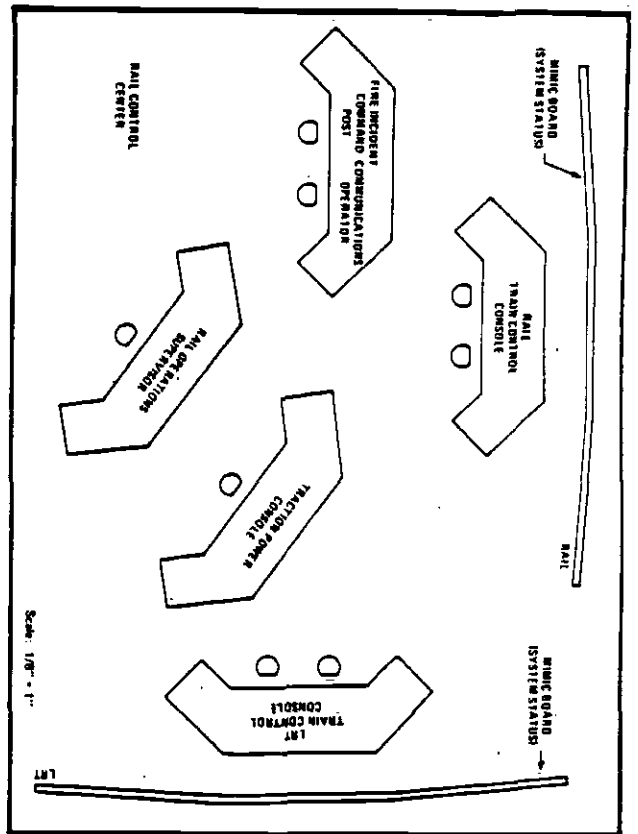 MIMIC BOARD
(SYSTEM STATUS)
RAIL
MIMIC BOARD
(SYSTEM STATUS)
RAIL
TRAIN CONTROL
CONSOLE
FIRE INCIDENT
COMMAND COMMUNICATIONS
POST OPERATOR
RAIL CONTROL
CENTER
RAIL OPERATIONS
SUPERVISOR
TRACTION POWER
CONSOLE
LRT
TRAIN CONTROL
CONSOLE
LRT
Scale: 1/8" = 1'